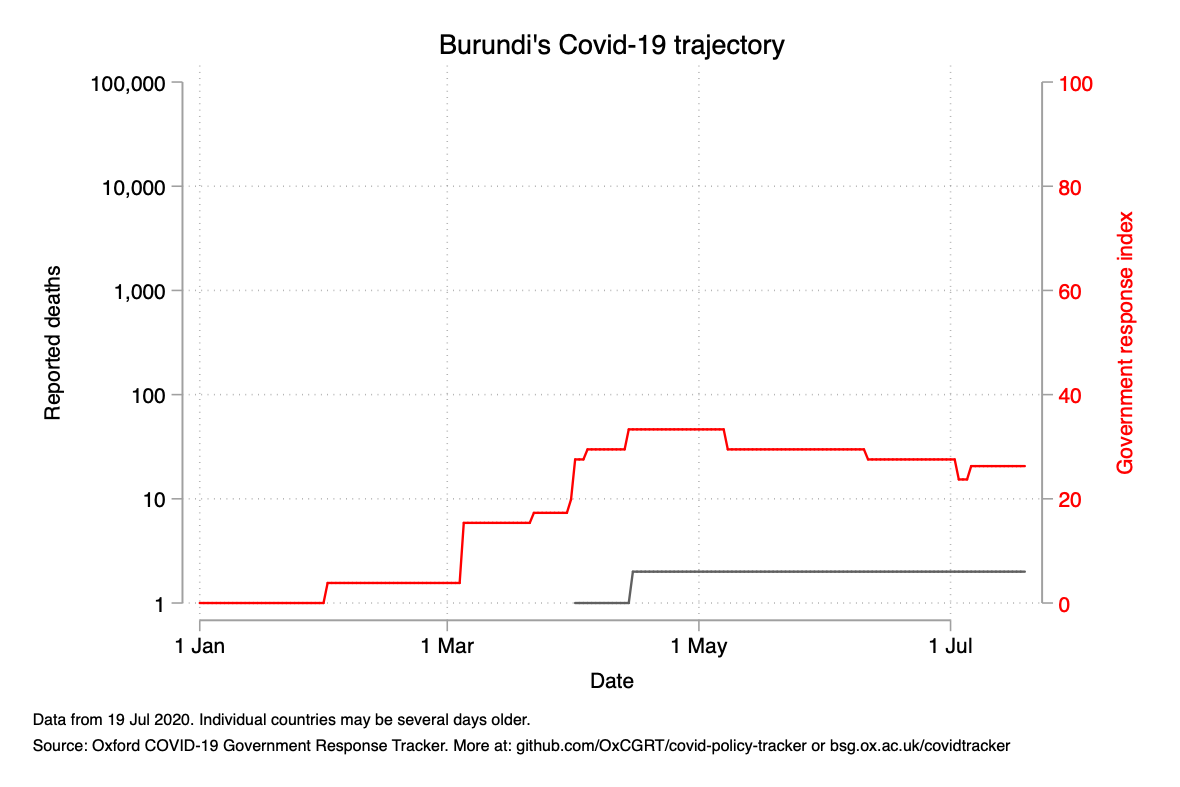 Burundi's Covid-19 trajectory
100,000
10,000
1,000
100
10
1
Reported deaths
100
80
60
40
20
0
Government response index
1 Jan
1 Mar
1 May
1 Jul
Date
Data from 19 Jul 2020. Individual countries may be several days older.
Source: Oxford COVID-19 Government Response Tracker. More at: github.com/OxCGRT/covid-policy-tracker or bsg.ox.ac.uk/covidtracker